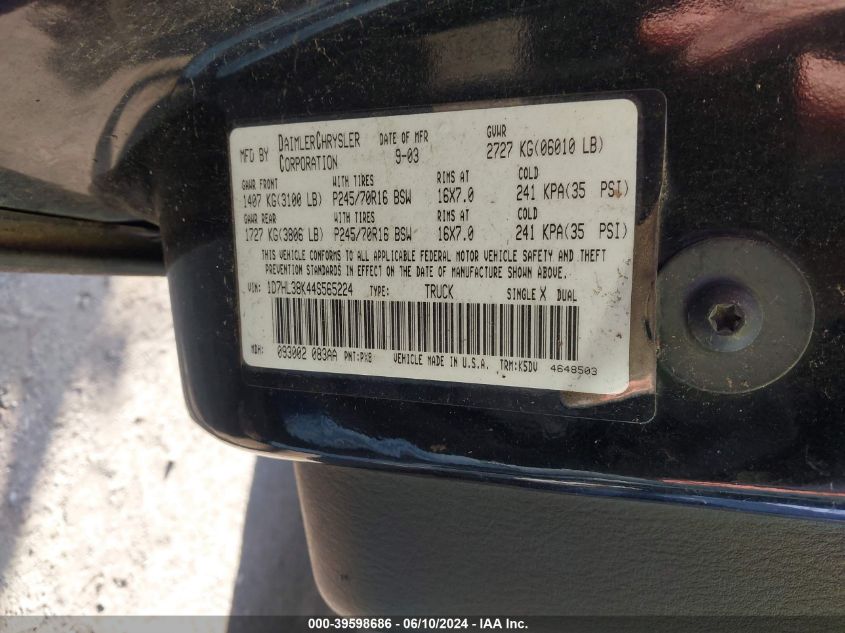 MFD BY DAIMLERCHRYSLER CORPORATION DATE OF MFR 9-03 GVWR 2727 KG(06010 LB)
GAWR FRONT WITH TIRES RIMS AT COLD
1407 KG(3100 LB) P245/70R16 BSW 16X7.0 241 KPA(35 PSI)
GAWR REAR WITH TIRES RIMS AT COLD
1727 KG(3806 LB) P245/70R16 BSW 16X7.0 241 KPA(35 PSI)
THIS VEHICLE CONFORMS TO ALL APPLICABLE FEDERAL MOTOR VEHICLE SAFETY AND THEFT
PREVENTION STANDARDS IN EFFECT ON THE DATE OF MANUFACTURE SHOWN ABOVE.
VIN: 1D7HL38K44S565224 TYPE: TRUCK SINGLE X DUAL
MDH: 093002 083AA PNT:PX8 VEHICLE MADE IN U.S.A. TRM:K5DV 4648503
000-39598686 - 06/10/2024 - IAA Inc.